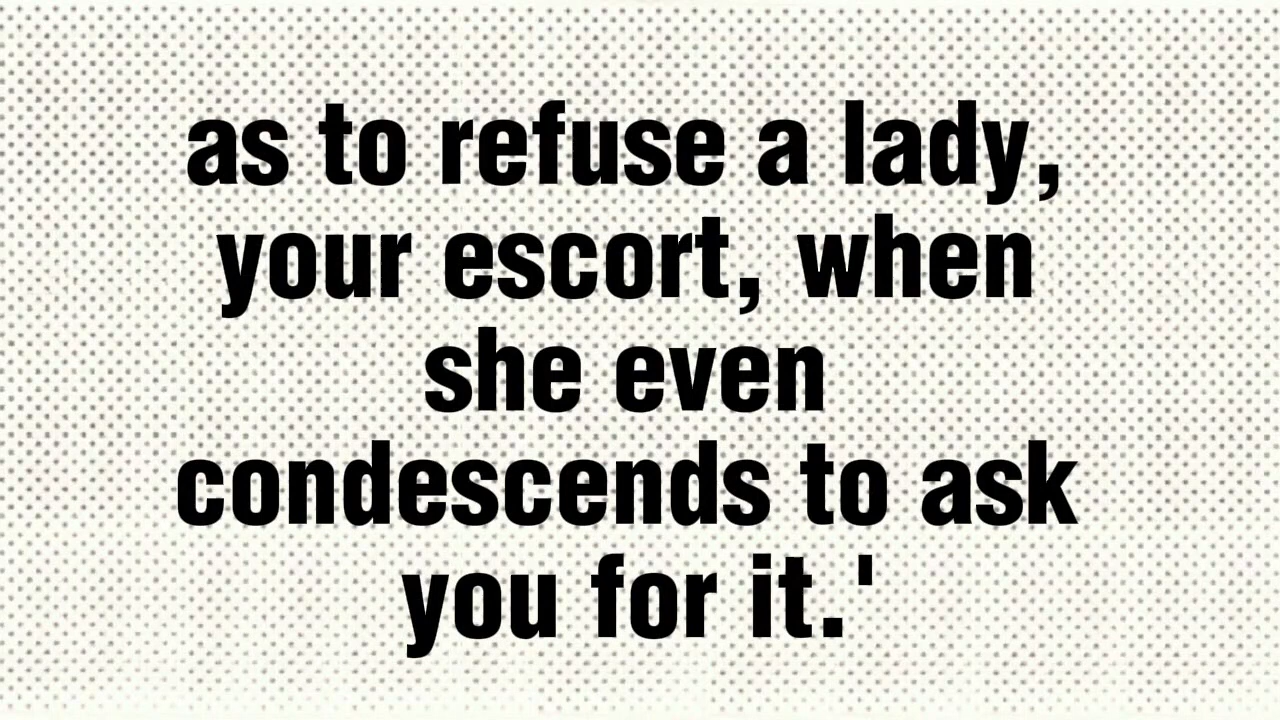 as to refuse a lady,
your escort, when
she even
condescends to ask
you for it.'